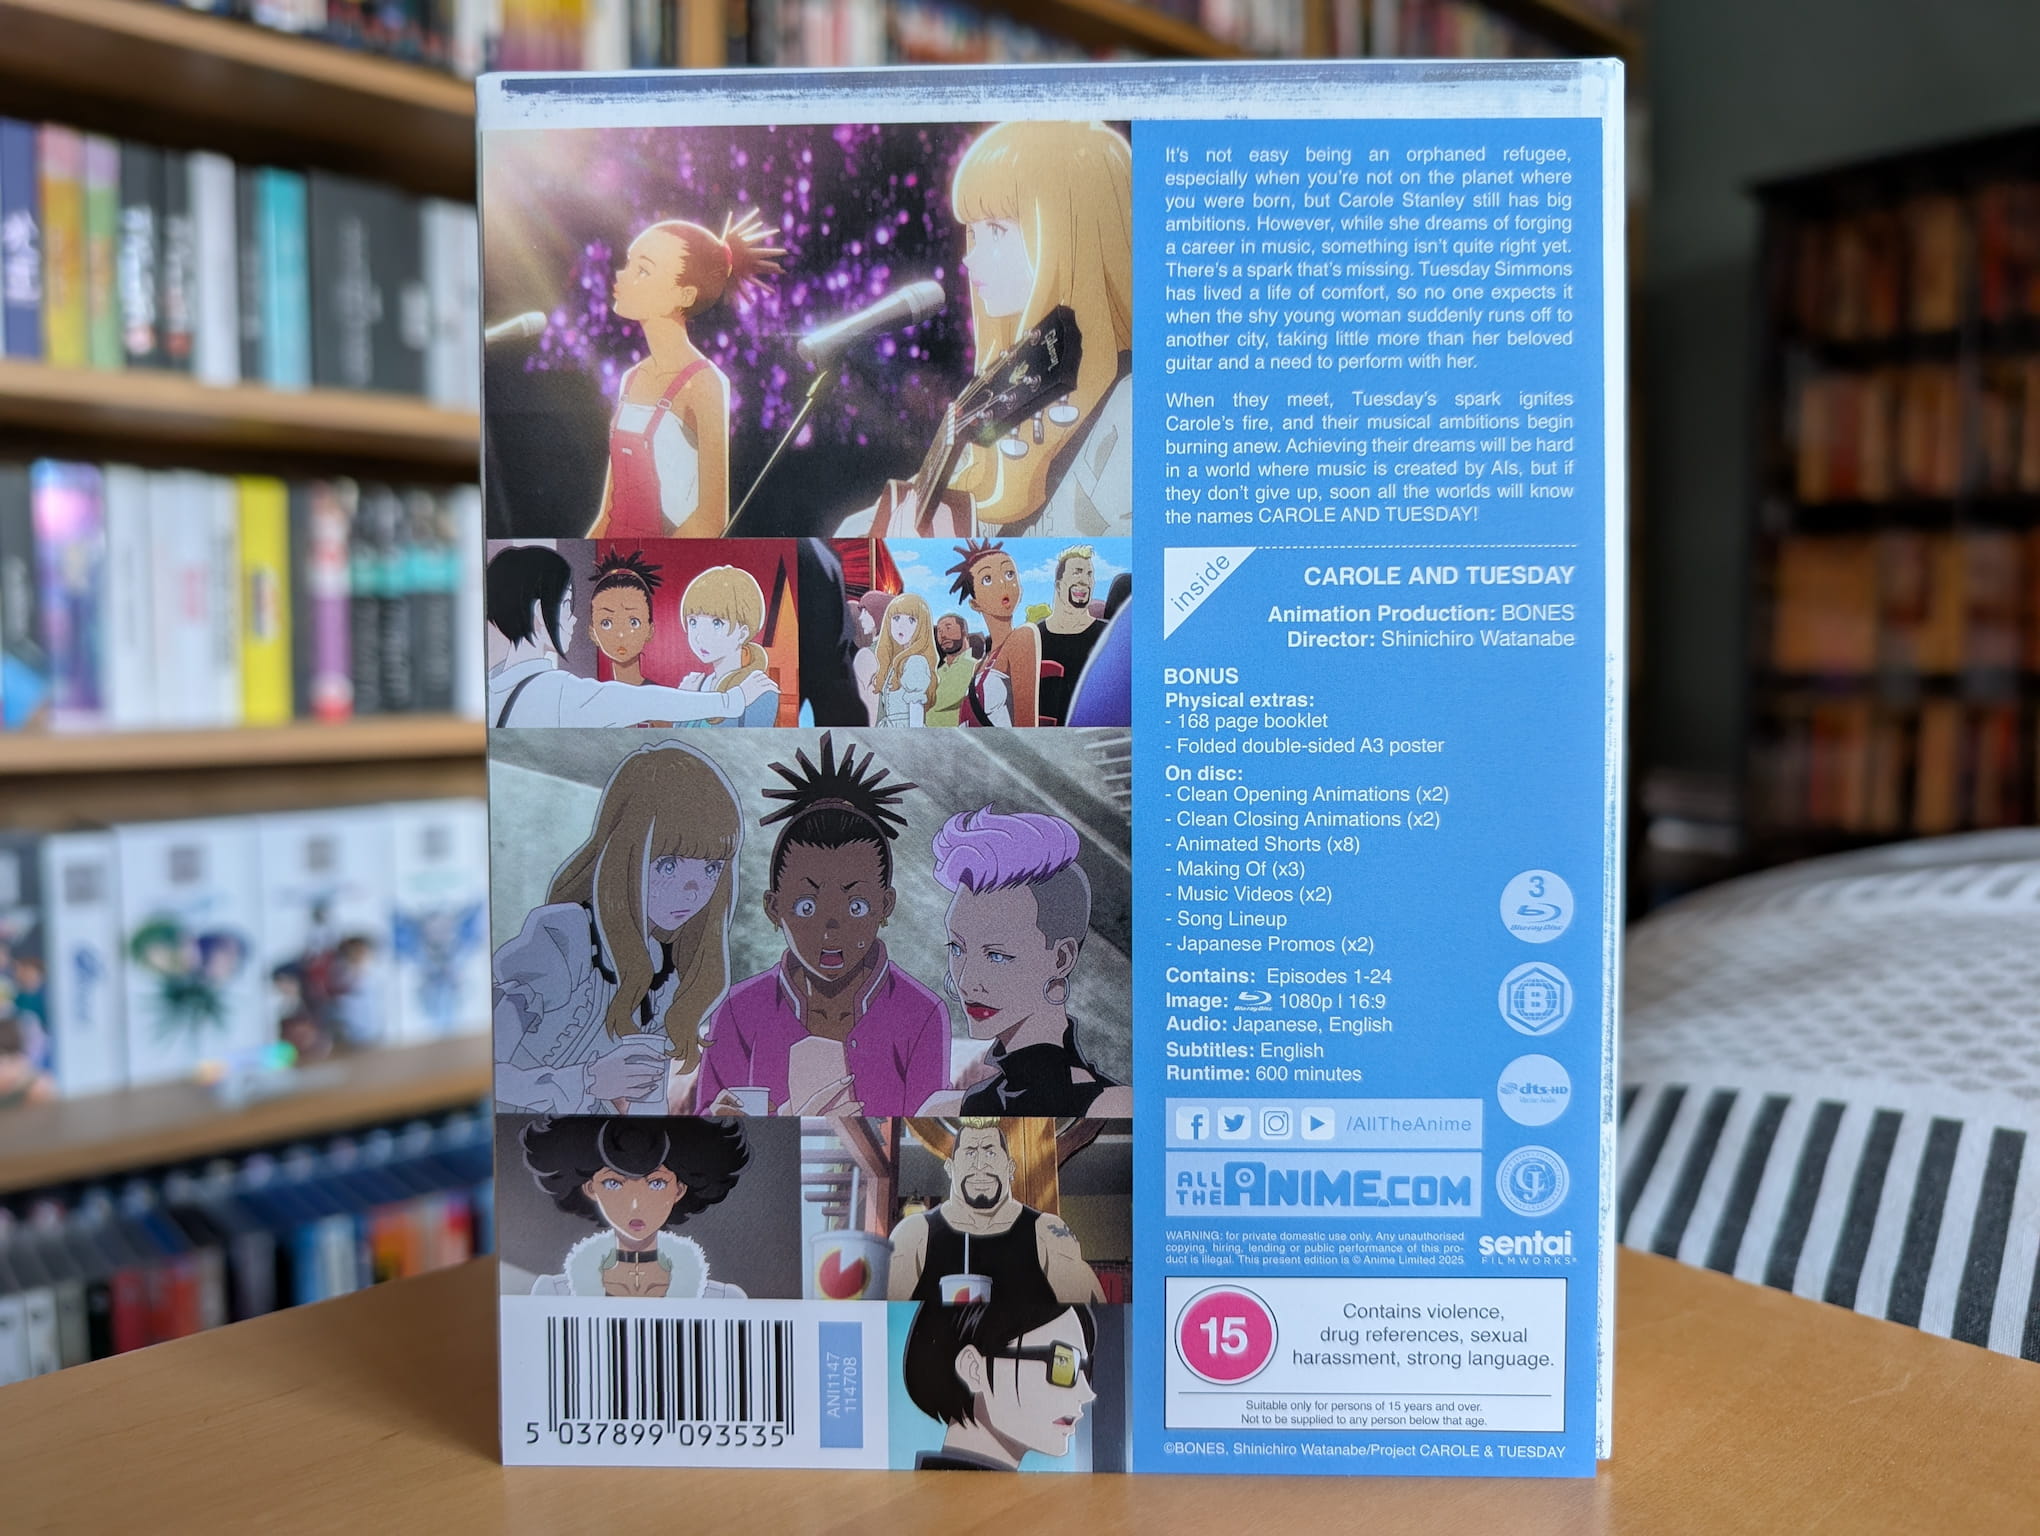 It's not easy being an orphaned refugee,
especially when you're not on the planet where
you were born, but Carole Stanley still has big
ambitions. However, while she dreams of forging
a career in music, something isn't quite right yet.
There's a spark that's missing. Tuesday Simmons
has lived a life of comfort, so no one expects it
when the shy young woman suddenly runs off to
another city, taking little more than her beloved
guitar and a need to perform with her.
When they meet, Tuesday's spark ignites
Carole's fire, and their musical ambitions begin
burning anew. Achieving their dreams will be hard
in a world where music is created by AIs, but if
they don't give up, soon all the worlds will know
the names CAROLE AND TUESDAY!
inside
CAROLE AND TUESDAY
Animation Production: BONES
Director: Shinichiro Watanabe
BONUS
Physical extras:
- 168 page booklet
- Folded double-sided A3 poster
On disc:
- Clean Opening Animations (x2)
- Clean Closing Animations (x2)
- Animated Shorts (x8)
- Making Of (x3)
- Music Videos (x2)
- Song Lineup
- Japanese Promos (x2)
Contains: Episodes 1-24
Image: Blu-ray Disc 1080p | 16:9
Audio: Japanese, English
Subtitles: English
Runtime: 600 minutes
3
Blu-ray Disc
B
dts-HD
Master Audio
/AllTheAnime
ALL THE ANIME.COM
WARNING: for private domestic use only. Any unauthorised
copying, hiring, lending or public performance of this pro-
duct is illegal. This present edition is © Anime Limited 2025
sentai
FILMWORKS®
15
Contains violence,
drug references, sexual
harassment, strong language.
Suitable only for persons of 15 years and over.
Not to be supplied to any person below that age.
©BONES, Shinichiro Watanabe/Project CAROLE & TUESDAY
5 037899 093535
ANI1147
114708